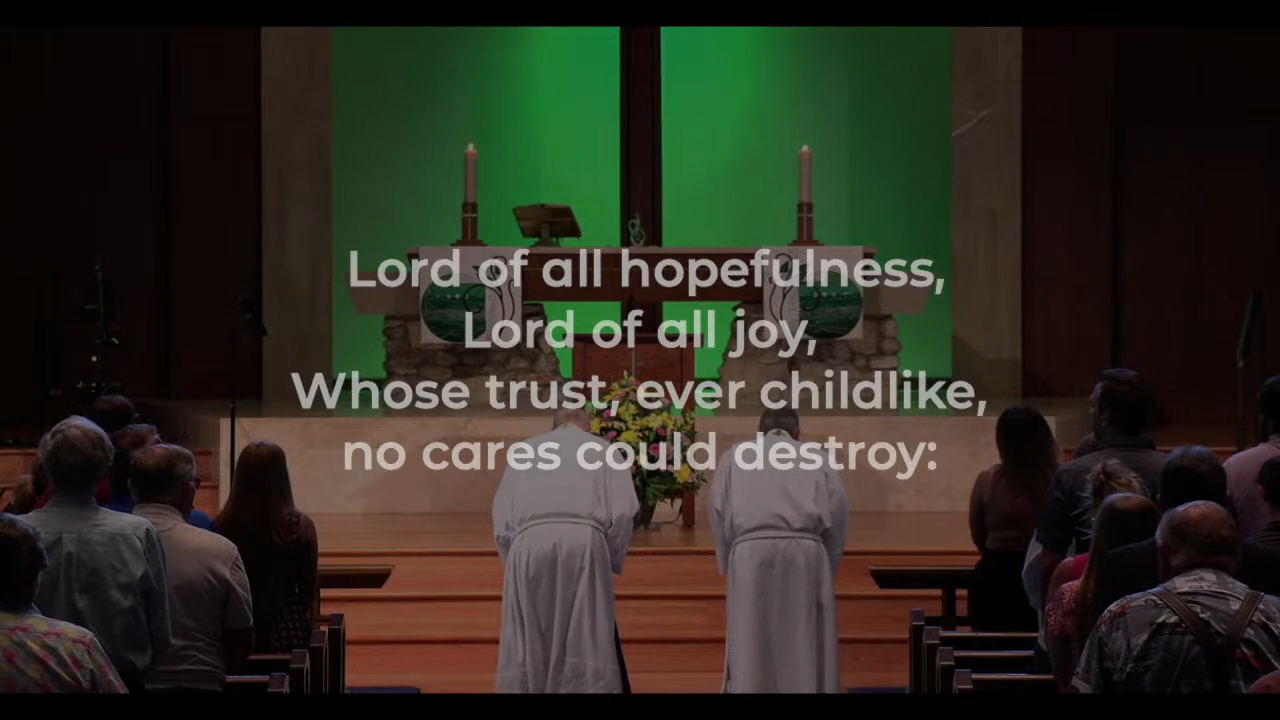 Lord of all hopefulness,
Lord of all joy,
Whose trust, ever childlike,
no cares could destroy: